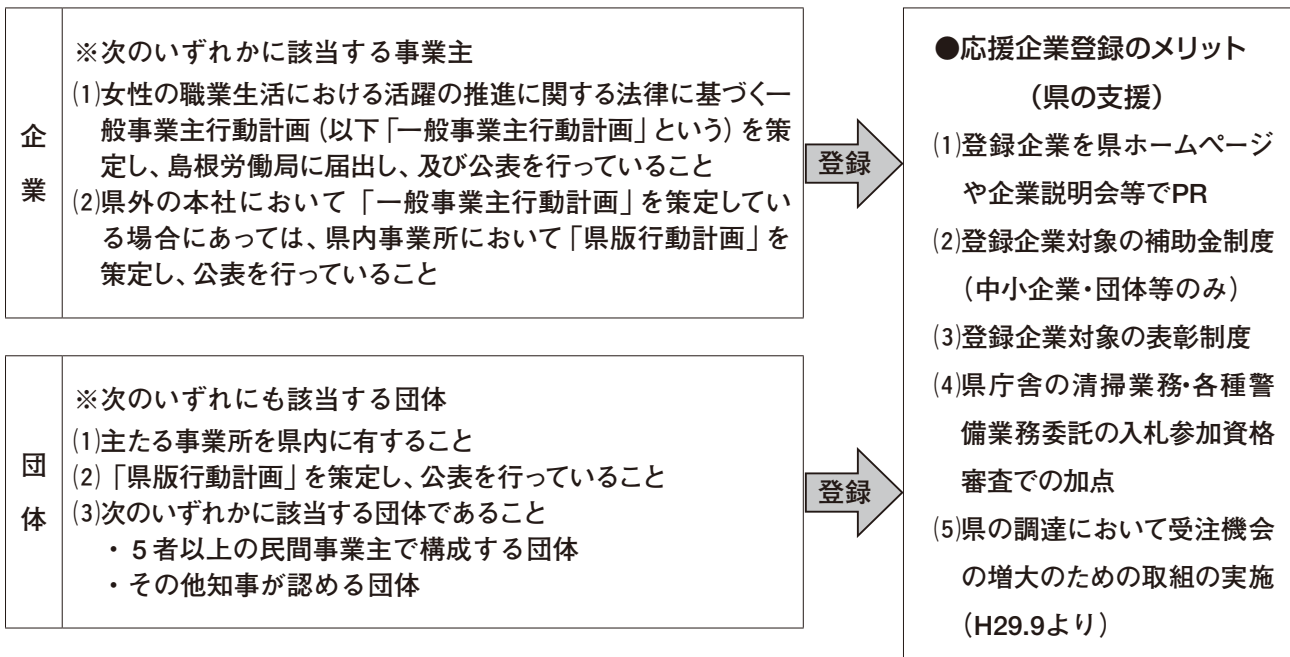 企業
※次のいずれかに該当する事業主
⑴女性の職業生活における活躍の推進に関する法律に基づく一
般事業主行動計画（以下「一般事業主行動計画」という）を策
定し、島根労働局に届出し、及び公表を行っていること
⑵県外の本社において「一般事業主行動計画」を策定してい
る場合にあっては、県内事業所において「県版行動計画」を
策定し、公表を行っていること
登録
団体
※次のいずれにも該当する団体
⑴主たる事業所を県内に有すること
⑵「県版行動計画」を策定し、公表を行っていること
⑶次のいずれかに該当する団体であること
・5者以上の民間事業主で構成する団体
・その他知事が認める団体
登録
●応援企業登録のメリット
（県の支援）
⑴登録企業を県ホームページ
や企業説明会等でPR
⑵登録企業対象の補助金制度
（中小企業・団体等のみ）
⑶登録企業対象の表彰制度
⑷県庁舎の清掃業務・各種警
備業務委託の入札参加資格
審査での加点
⑸県の調達において受注機会
の増大のための取組の実施
（H29.9より）